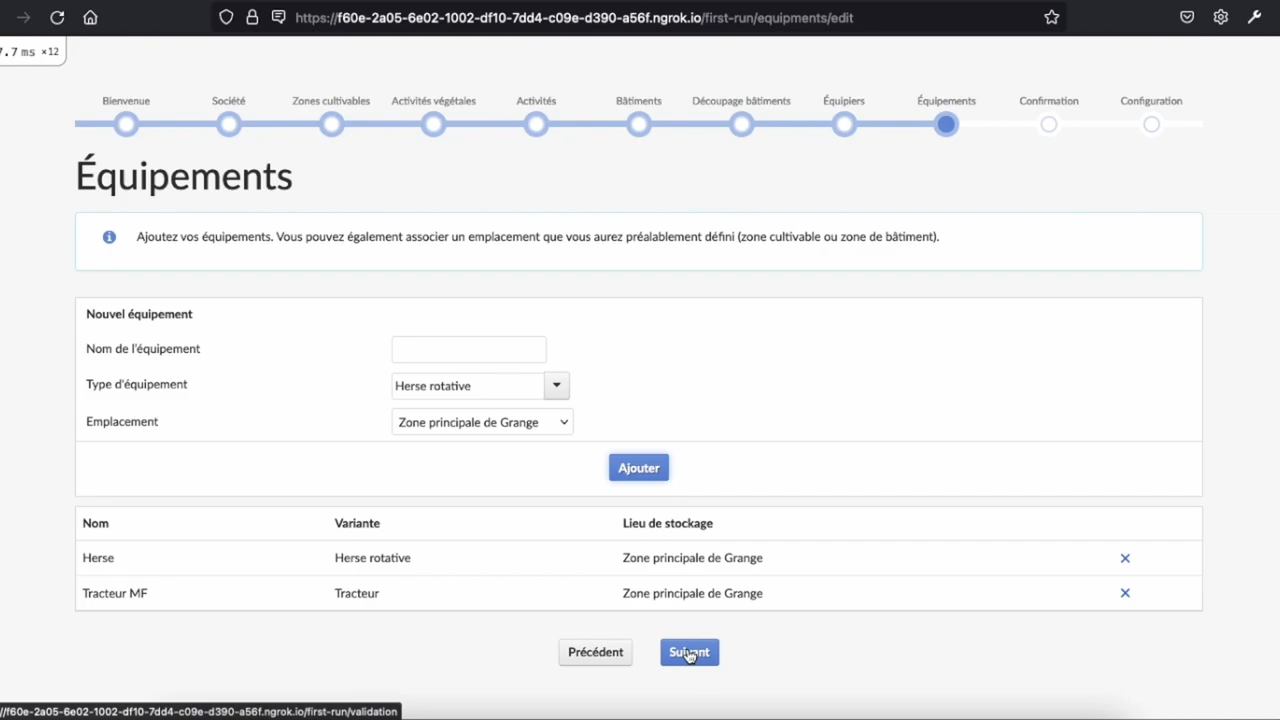 https://f60e-2a05-6e02-1002-df10-7dd4-c09e-d390-a56f.ngrok.io/first-run/equipments/edit
7.7 ms ×12
Bienvenue Société Zones cultivables Activités végétales Activités Bâtiments Découpage bâtiments Équipiers Équipements Confirmation Configuration
Équipements
Ajoutez vos équipements. Vous pouvez également associer un emplacement que vous aurez préalablement défini (zone cultivable ou zone de bâtiment).
Nouvel équipement
Nom de l'équipement
Type d'équipement Herse rotative
Emplacement Zone principale de Grange
Ajouter
Nom Variante Lieu de stockage
Herse Herse rotative Zone principale de Grange
Tracteur MF Tracteur Zone principale de Grange
Précédent Suivant
//f60e-2a05-6e02-1002-df10-7dd4-c09e-d390-a56f.ngrok.io/first-run/validation